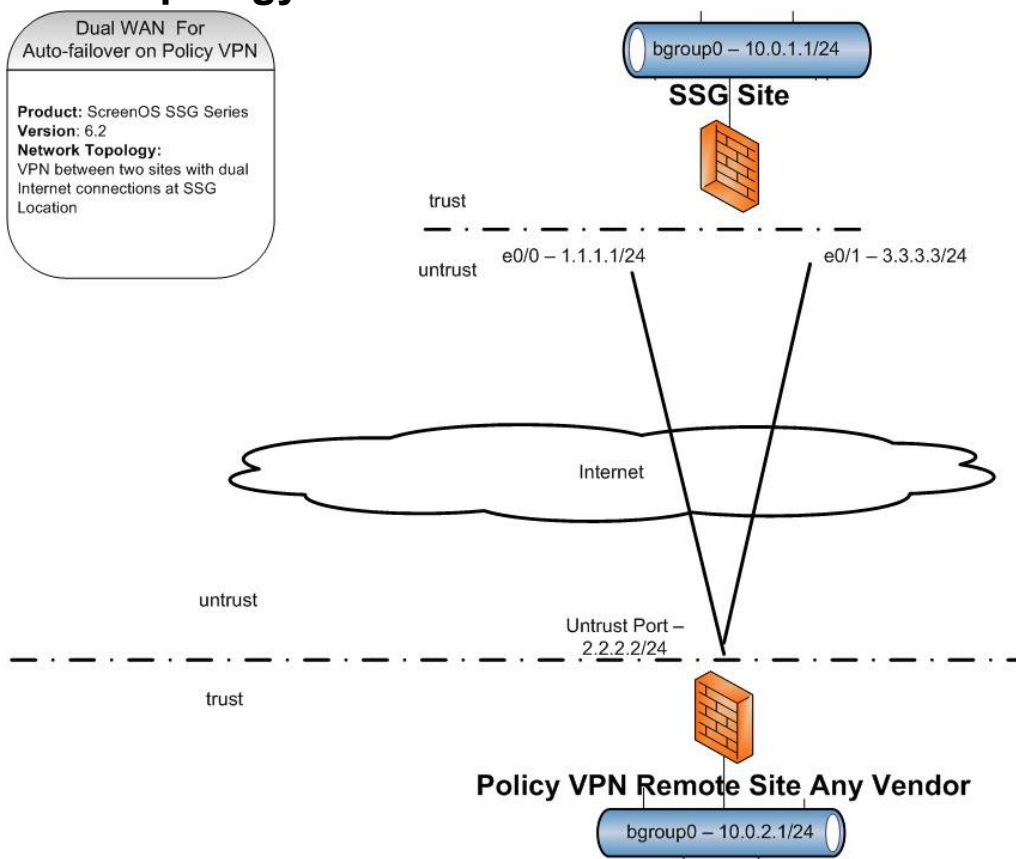 Dual WAN For
Auto-failover on Policy VPN
Product: ScreenOS SSG Series
Version: 6.2
Network Topology:
VPN between two sites with dual
Internet connections at SSG
Location
bgroup0 – 10.0.1.1/24
SSG Site
trust
untrust
e0/0 – 1.1.1.1/24
e0/1 – 3.3.3.3/24
Internet
untrust
Untrust Port –
2.2.2.2/24
trust
Policy VPN Remote Site Any Vendor
bgroup0 – 10.0.2.1/24